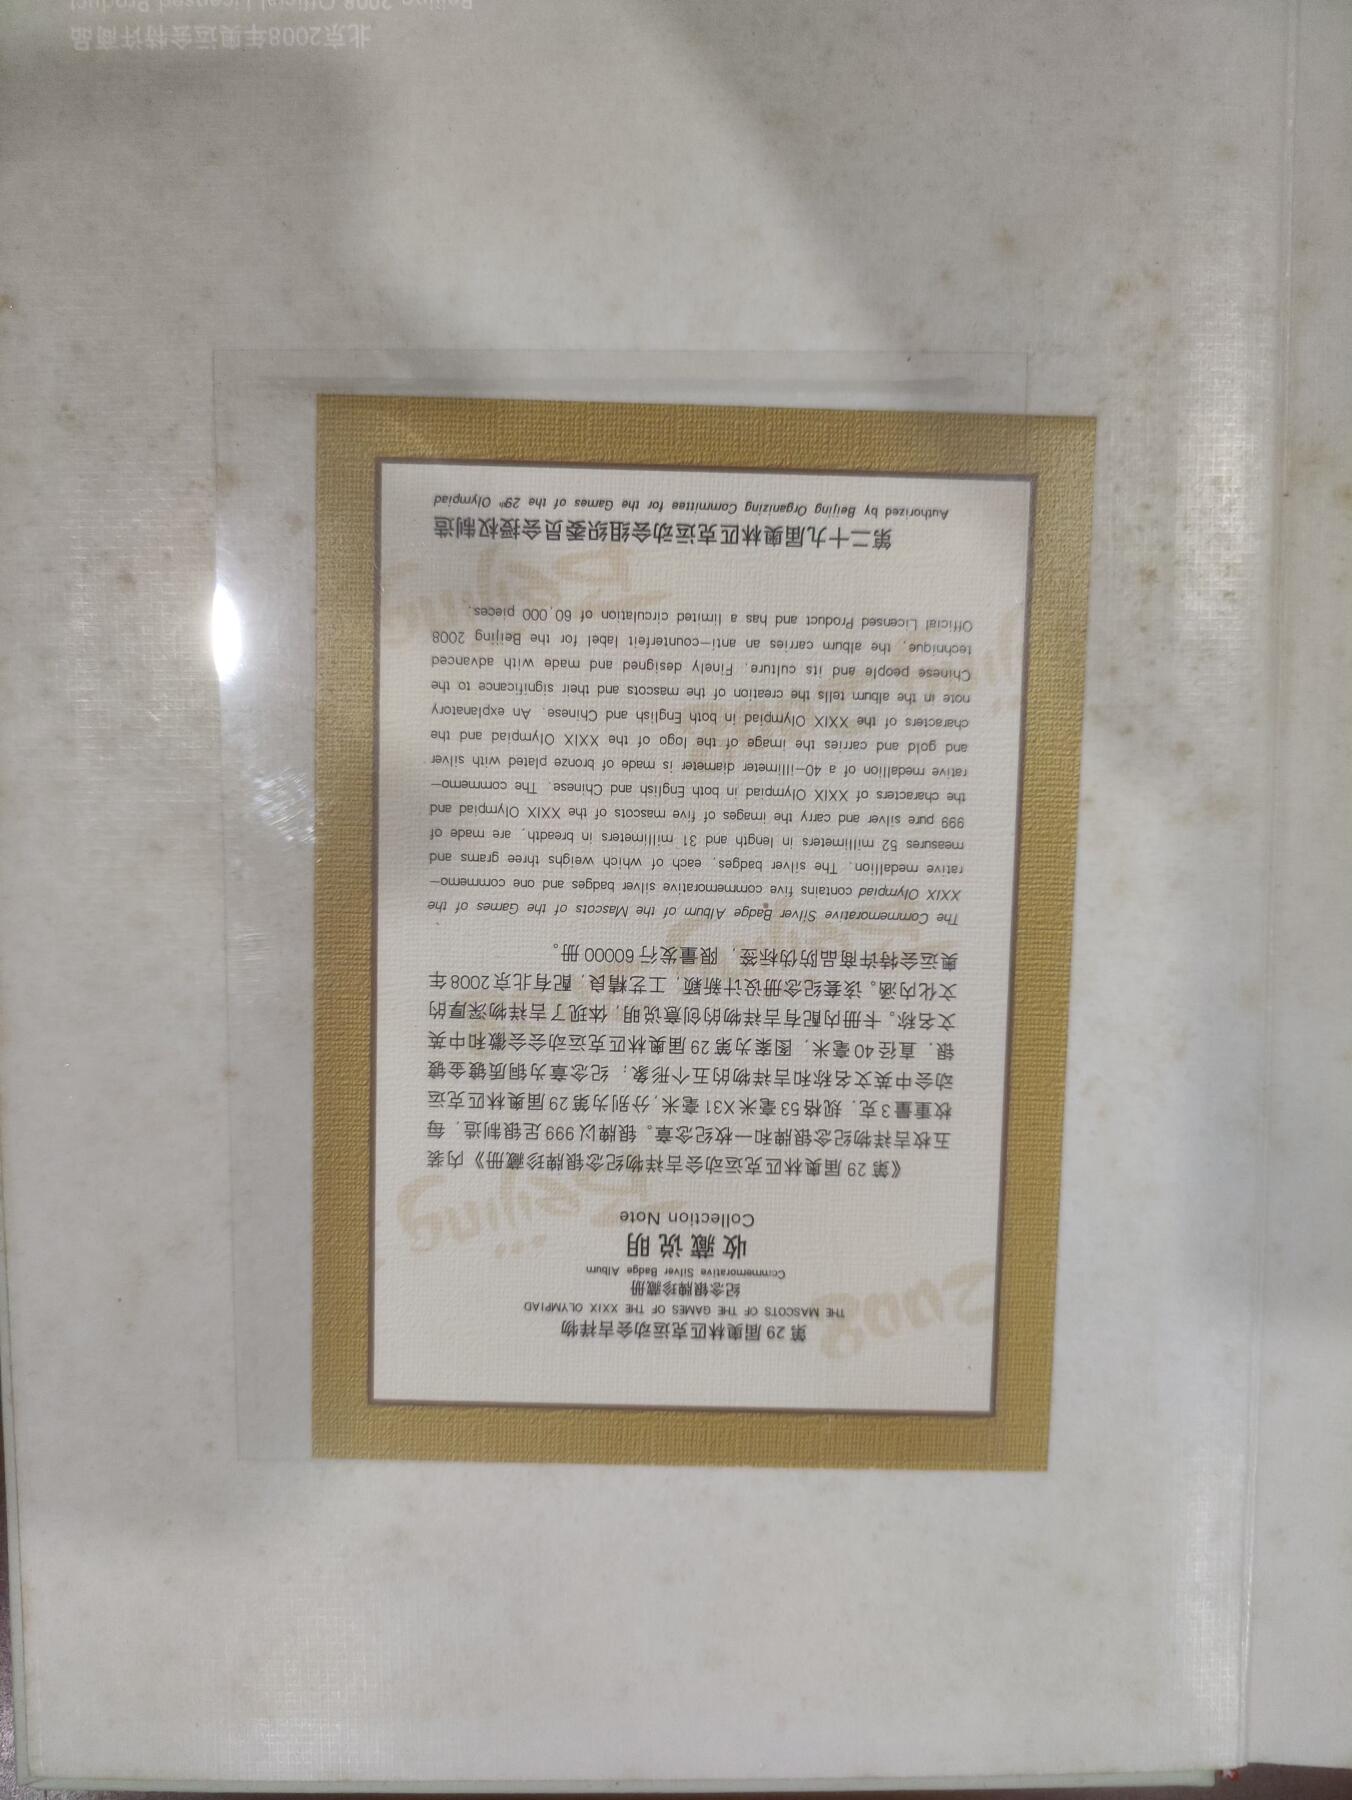 第 29 届奥林匹克运动会吉祥物
THE MASCOTS OF THE GAMES OF THE XXIX OLYMPIAD
纪念银牌珍藏册
Commemorative Silver Badge Album
收藏说明
Collection Note
《第 29 届奥林匹克运动会吉祥物纪念银牌珍藏册》内装
五枚吉祥物纪念银牌和一枚纪念章。银牌以 999 足银制造，每
枚重量3克，规格53毫米X31毫米，分别为第29届奥林匹克运
动会中英文名称和吉祥物的五个形象；纪念章为铜质镀金镀
银，直径40毫米，图案为第29届奥林匹克运动会会徽和中英
文名称。卡册内配有吉祥物的创意说明，体现了吉祥物深厚的
文化内涵。该套纪念册设计新颖，工艺精良，配有北京2008年
奥运会特许商品防伪标签，限量发行 60000 册。
The Commemorative Silver Badge Album of the Mascots of the Games of the
XXIX Olympiad contains five commemorative silver badges and one commemo-
rative medallion. The silver badges, each of which weighs three grams and
measures 52 millimeters in length and 31 millimeters in breadth, are made of
999 pure silver and carry the images of five mascots of the XXIX Olympiad and
the characters of XXIX Olympiad in both English and Chinese. The commemo-
rative medallion of a 40-illimeter diameter is made of bronze plated with silver
and gold and carries the image of the logo of the XXIX Olympiad and the
characters of the XXIX Olympiad in both English and Chinese. An explanatory
note in the album tells the creation of the mascots and their significance to the
Chinese people and its culture. Finely designed and made with advanced
technique, the album carries an anti-counterfeit label for the Beijing 2008
Official Licensed Product and has a limited circulation of 60,000 pieces.
第二十九届奥林匹克运动会组织委员会授权制造
Authorized by Beijing Organizing Committee for the Games of the 29th Olympiad
北京2008年奥运会特许商品
Beijing 2008 Official Licensed Product
Beijing
2008
Beijing
Beijing